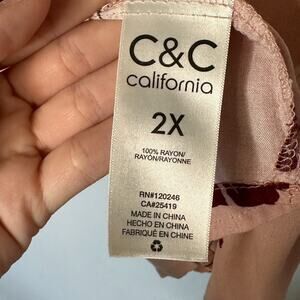 C&C
california
2X
100% RAYON/
RAYÓN/RAYONNE
RN#120246
CA#25419
MADE IN CHINA
HECHO EN CHINA
FABRIQUÉ EN CHINE